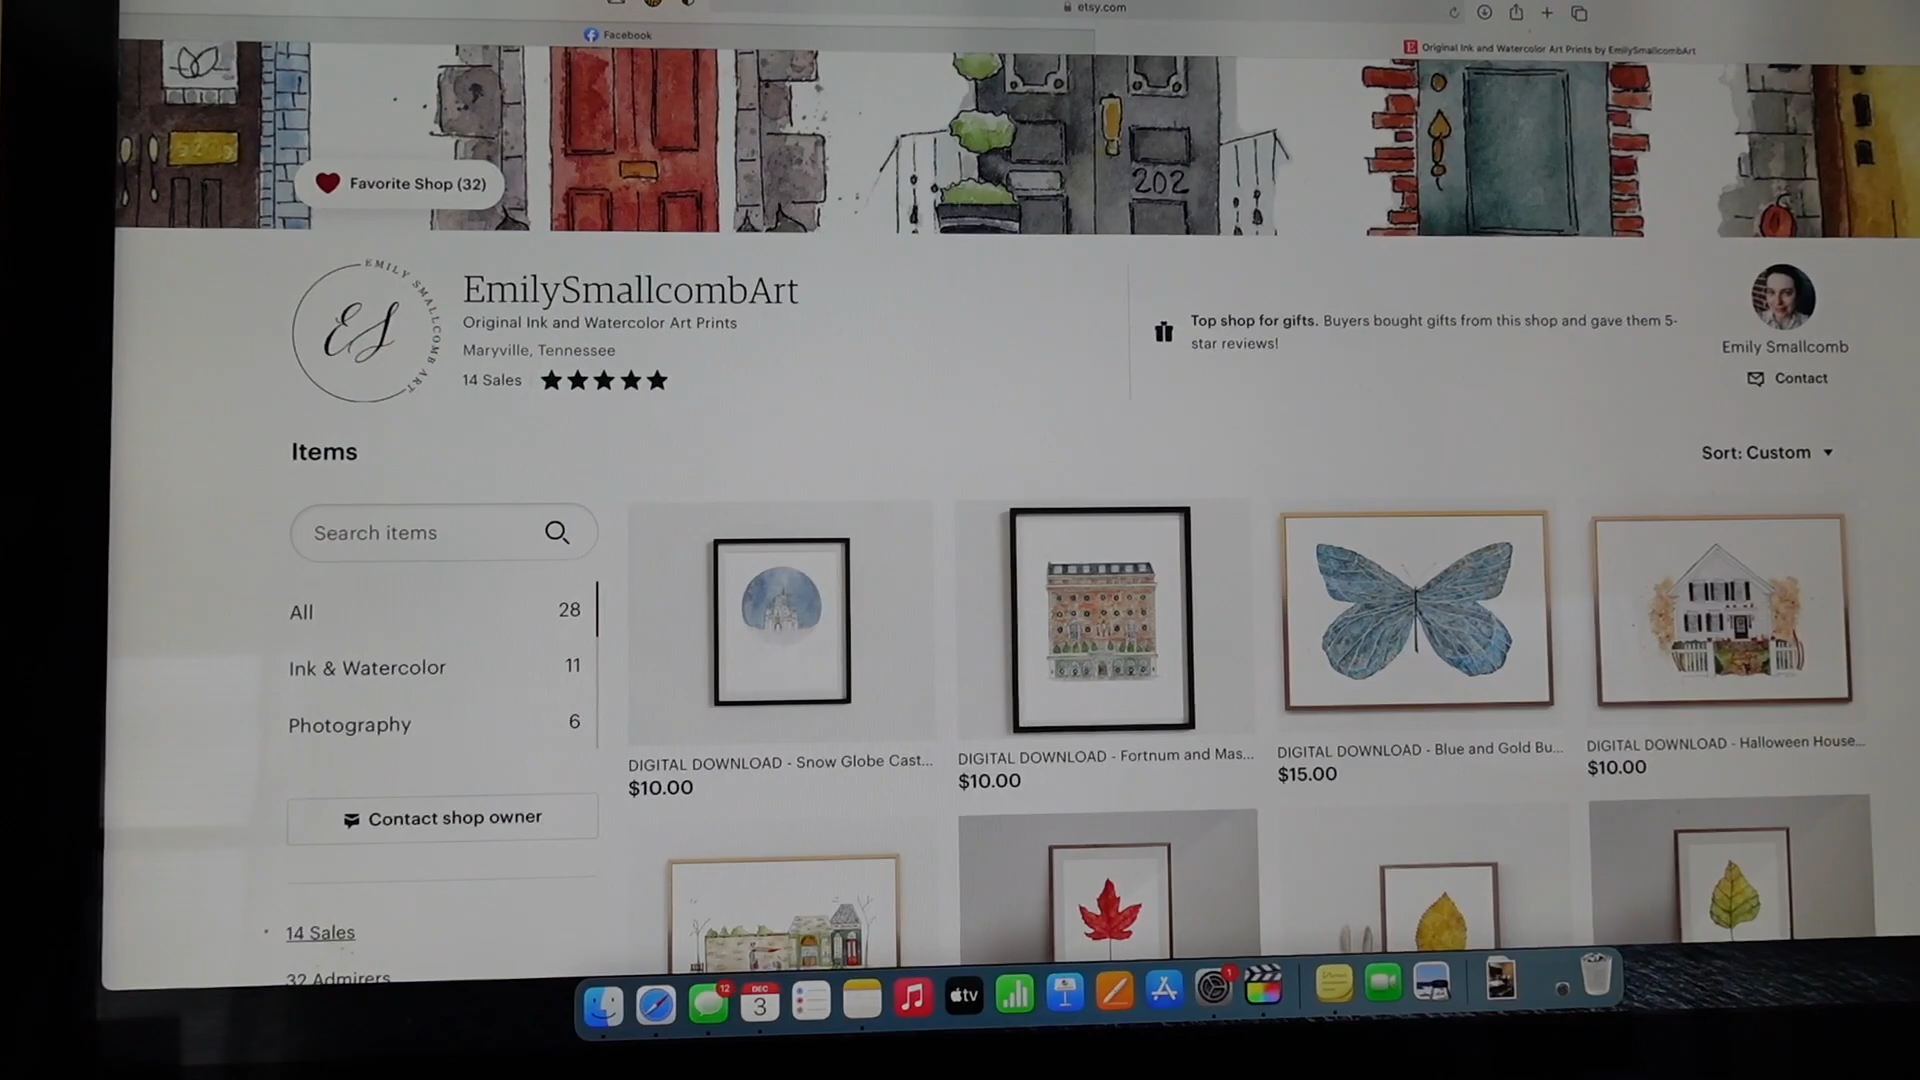 etsy.com
Facebook
Original Ink and Watercolor Art Prints by EmilySmallcombArt
202
Favorite Shop (32)
EMILY SMALLCOMB ART
ES
EmilySmallcombArt
Original Ink and Watercolor Art Prints
Maryville, Tennessee
14 Sales
Top shop for gifts. Buyers bought gifts from this shop and gave them 5-
star reviews!
Emily Smallcomb
Contact
Items
Sort: Custom
Search items
All 28
Ink & Watercolor 11
Photography 6
Contact shop owner
14 Sales
32 Admirers
DIGITAL DOWNLOAD - Snow Globe Cast...
$10.00
DIGITAL DOWNLOAD - Fortnum and Mas...
$10.00
DIGITAL DOWNLOAD - Blue and Gold Bu...
$15.00
DIGITAL DOWNLOAD - Halloween House...
$10.00
12
DEC
3
tv
1